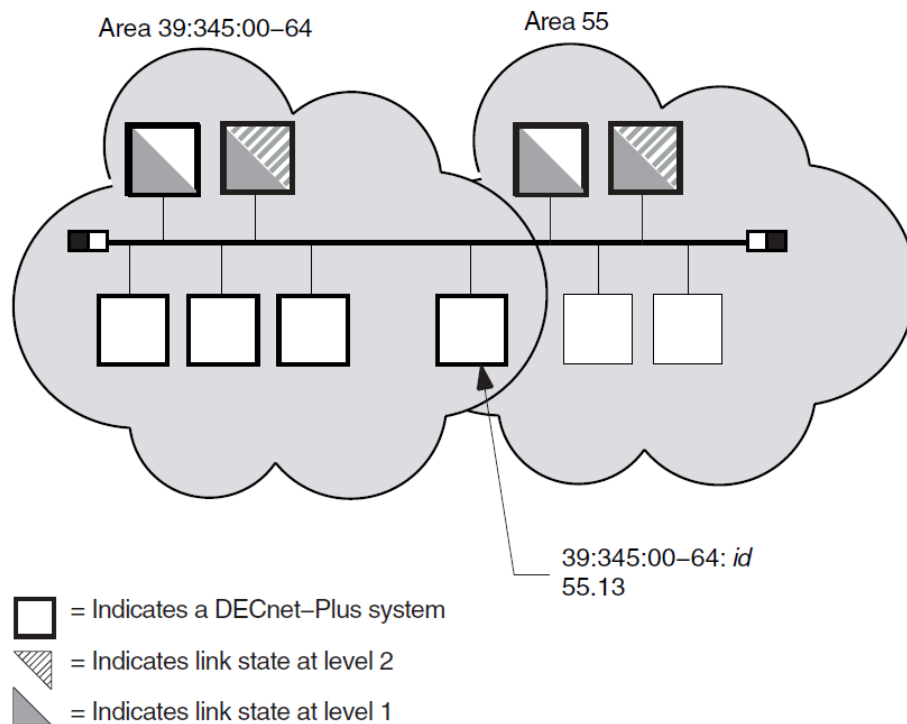 Area 39:345:00–64
Area 55
39:345:00–64: id
55.13
= Indicates a DECnet–Plus system
= Indicates link state at level 2
= Indicates link state at level 1